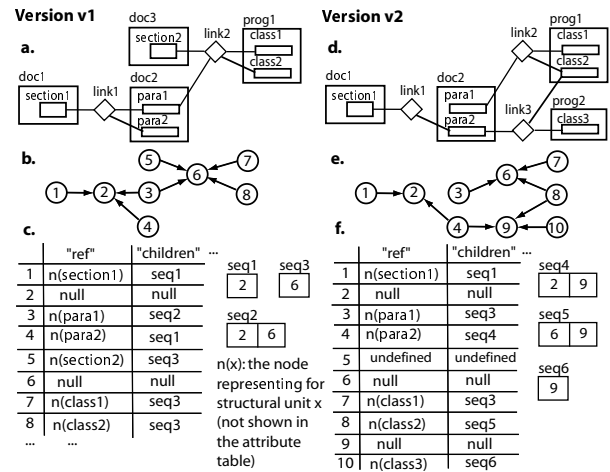 Version v1
a.
doc3
section2
link2
prog1
class1
class2
doc1
section1
link1
doc2
para1
para2
b.
1
2
3
4
5
6
7
8
c.
"ref" "children" ...
1 n(section1) seq1
2 null null
3 n(para1) seq2
4 n(para2) seq1
5 n(section2) seq3
6 null null
7 n(class1) seq3
8 n(class2) seq3
... ...
seq1 seq3
2 6
seq2
2 6
n(x): the node
representing for
structural unit x
(not shown in
the attribute
table)
Version v2
d.
link2
prog1
class1
class2
doc1
section1
link1
doc2
para1
para2
link3
prog2
class3
e.
1
2
3
4
6
7
8
9
10
f.
"ref" "children" ...
1 n(section1) seq1
2 null null
3 n(para1) seq3
4 n(para2) seq4
5 undefined undefined
6 null null
7 n(class1) seq3
8 n(class2) seq5
9 null null
10 n(class3) seq6
seq4
2 9
seq5
6 9
seq6
9